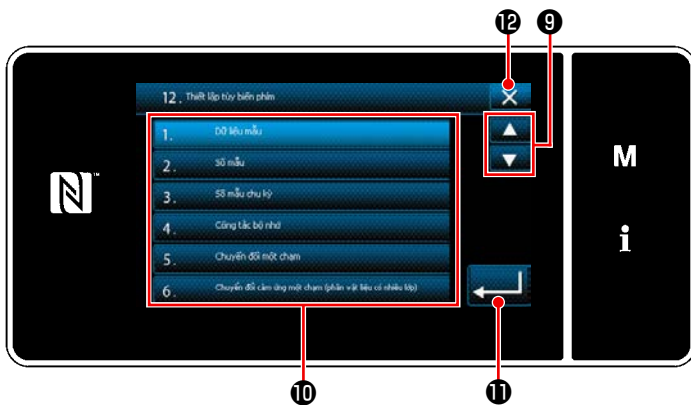 ⓬ ❾
12. Thiết lập tùy biến phím
1. Dữ liệu mẫu
2. Số mẫu
3. Số mẫu chu kỳ
4. Công tắc bộ nhớ
5. Chuyển đổi một chạm
6. Chuyển đổi cảm ứng một chạm (phần vật liệu có nhiều lớp)
N
M
i
❿ ⓫